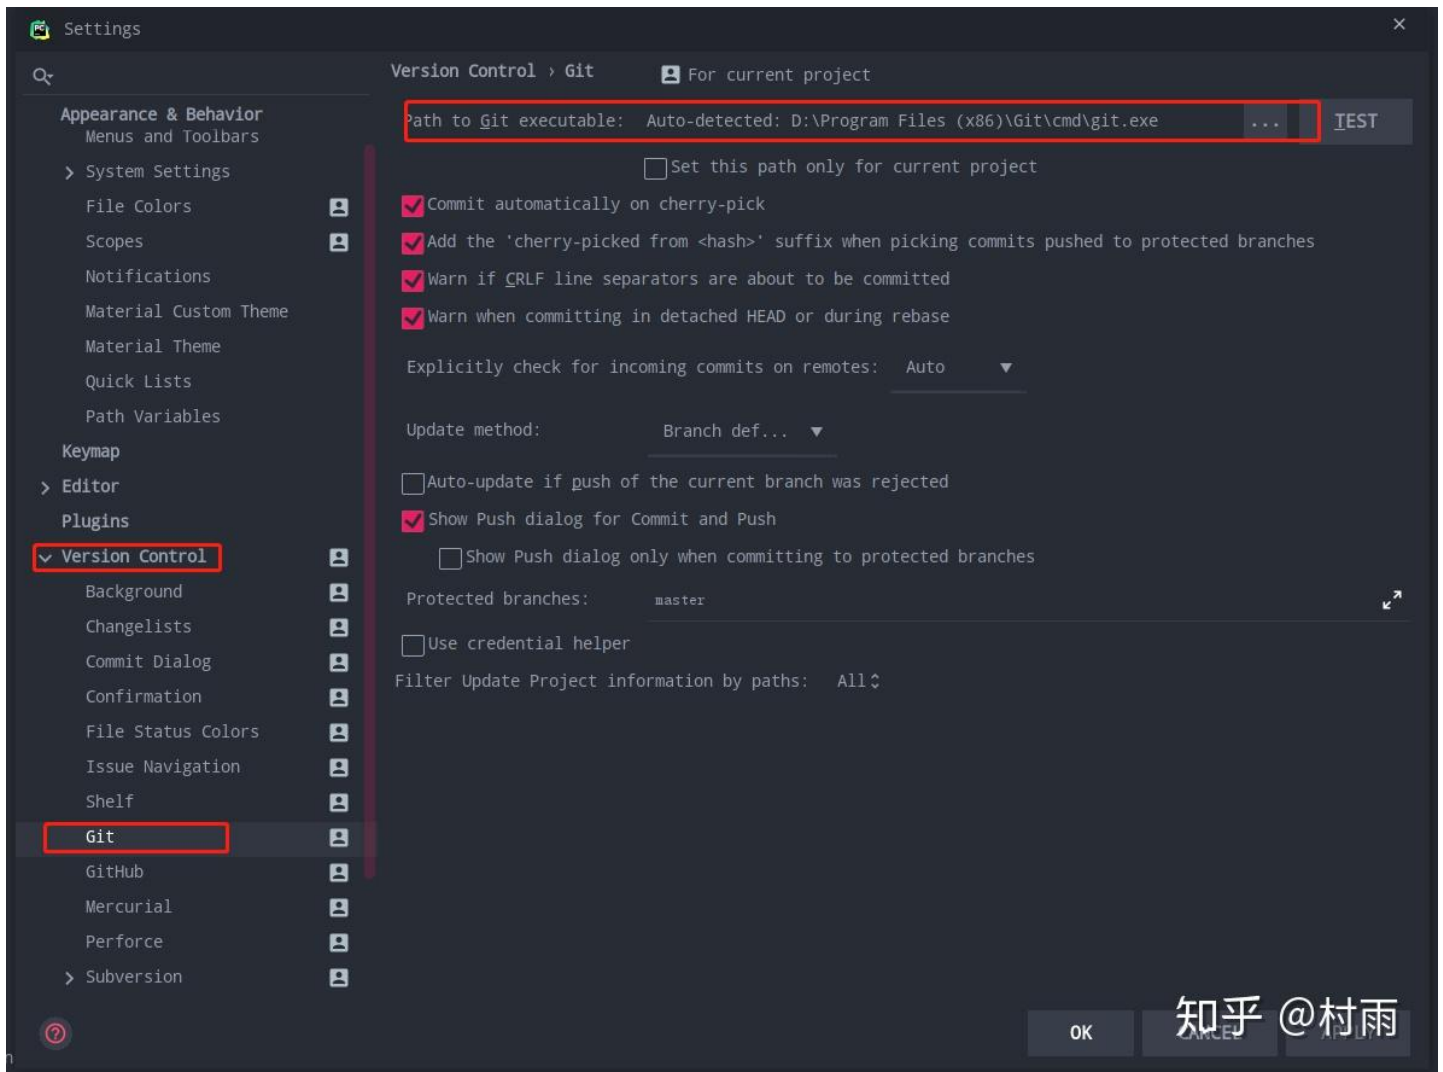 Settings
Version Control › Git
For current project
Appearance & Behavior
Menus and Toolbars
System Settings
File Colors
Scopes
Notifications
Material Custom Theme
Material Theme
Quick Lists
Path Variables
Keymap
Editor
Plugins
Version Control
Background
Changelists
Commit Dialog
Confirmation
File Status Colors
Issue Navigation
Shelf
Git
GitHub
Mercurial
Perforce
Subversion
Path to Git executable: Auto-detected: D:\Program Files (x86)\Git\cmd\git.exe ... TEST
Set this path only for current project
Commit automatically on cherry-pick
Add the 'cherry-picked from <hash>' suffix when picking commits pushed to protected branches
Warn if CRLF line separators are about to be committed
Warn when committing in detached HEAD or during rebase
Explicitly check for incoming commits on remotes: Auto
Update method: Branch def...
Auto-update if push of the current branch was rejected
Show Push dialog for Commit and Push
Show Push dialog only when committing to protected branches
Protected branches: master
Use credential helper
Filter Update Project information by paths: All
OK CANCEL APPLY
知乎 @村雨